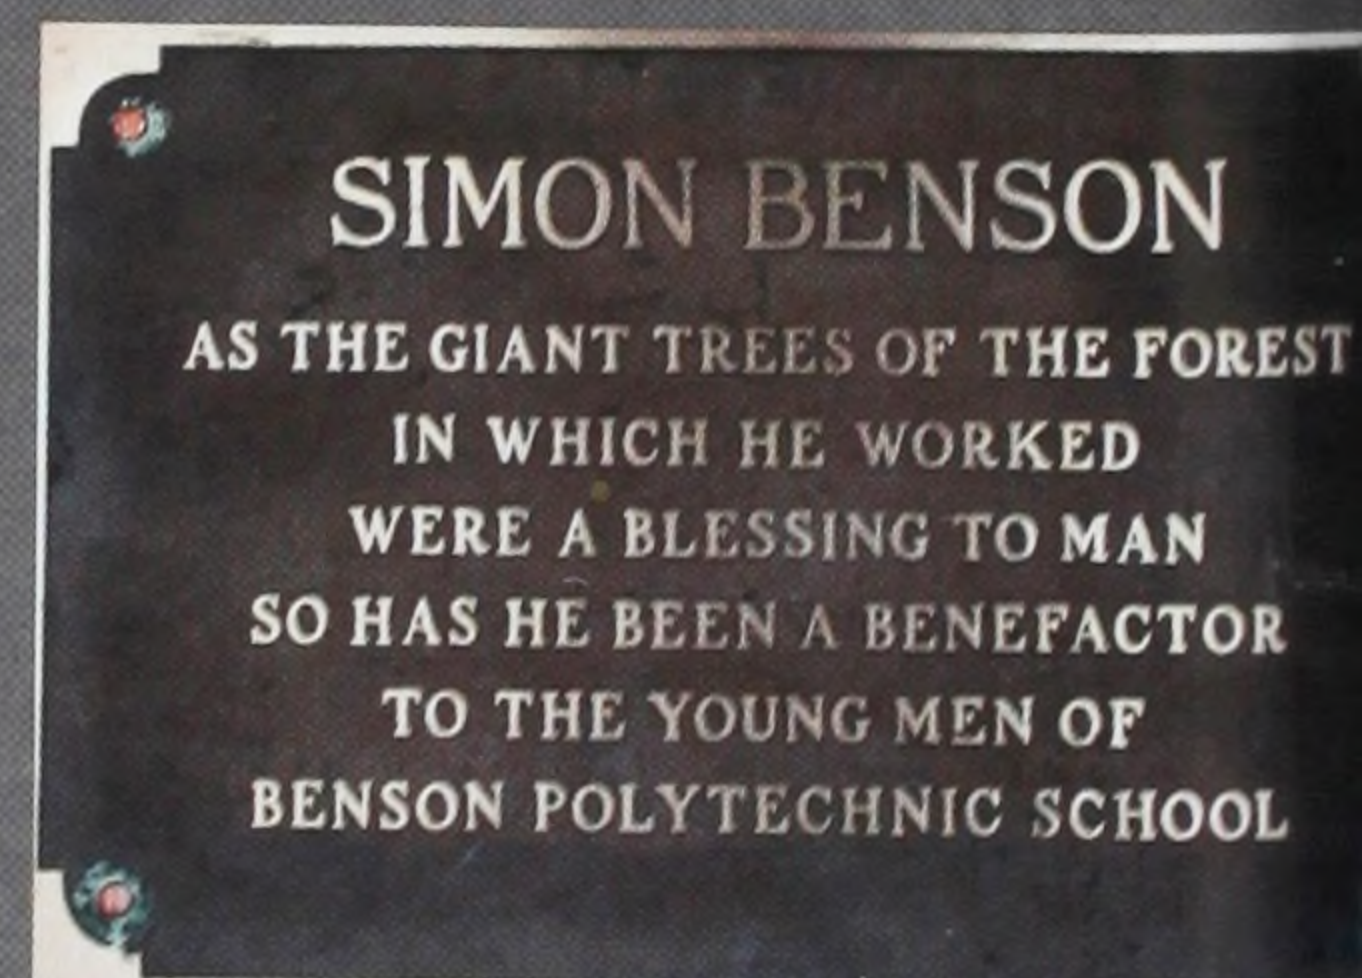 SIMON BENSON
AS THE GIANT TREES OF THE FOREST
IN WHICH HE WORKED
WERE A BLESSING TO MAN
SO HAS HE BEEN A BENEFACTOR
TO THE YOUNG MEN OF
BENSON POLYTECHNIC SCHOOL